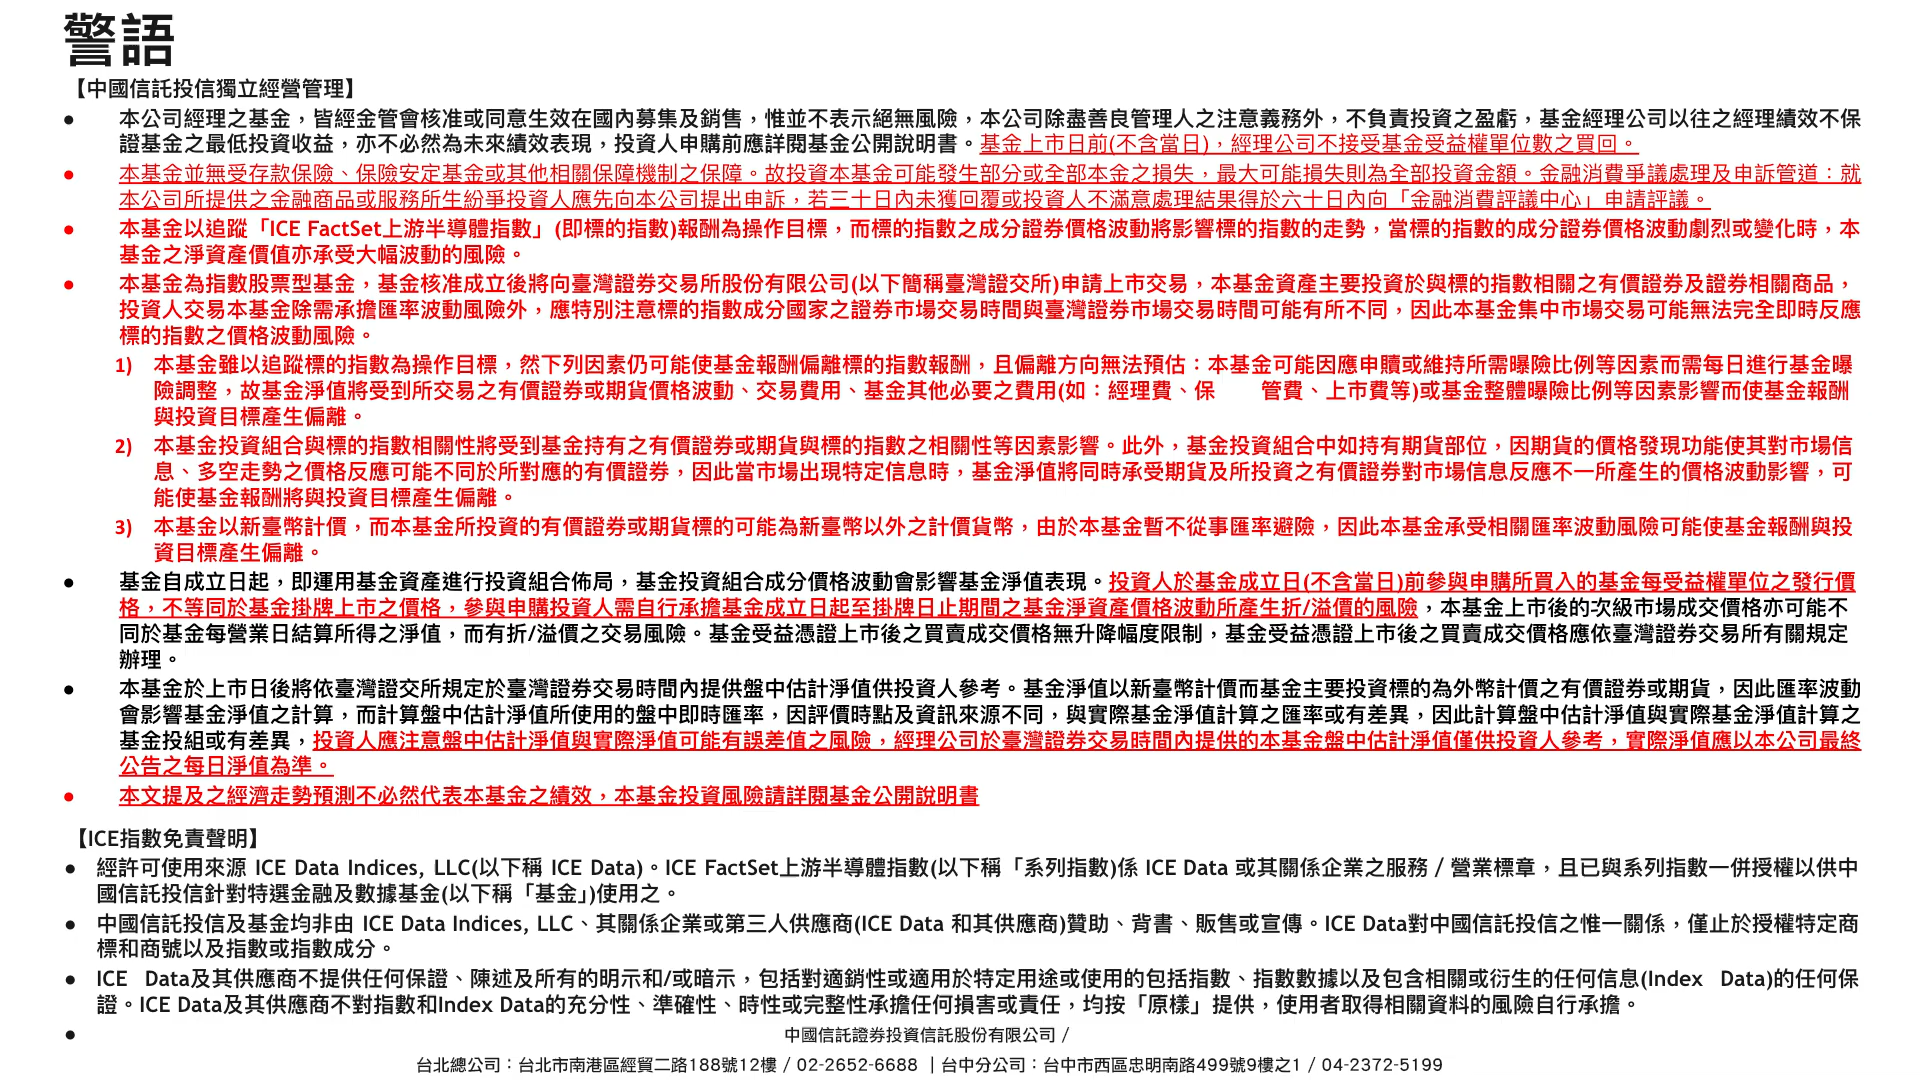 警語
【中國信託投信獨立經營管理】
● 本公司經理之基金，皆經金管會核准或同意生效在國內募集及銷售，惟並不表示絕無風險，本公司除盡善良管理人之注意義務外，不負責投資之盈虧，基金經理公司以往之經理績效不保
證基金之最低投資收益，亦不必然為未來績效表現，投資人申購前應詳閱基金公開說明書。基金上市日前(不含當日)，經理公司不接受基金受益權單位數之買回。
● 本基金並無受存款保險、保險安定基金或其他相關保障機制之保障。故投資本基金可能發生部分或全部本金之損失，最大可能損失則為全部投資金額。金融消費爭議處理及申訴管道：就
本公司所提供之金融商品或服務所生紛爭投資人應先向本公司提出申訴，若三十日內未獲回覆或投資人不滿意處理結果得於六十日內向「金融消費評議中心」申請評議。
● 本基金以追蹤「ICE FactSet上游半導體指數」(即標的指數)報酬為操作目標，而標的指數之成分證券價格波動將影響標的指數的走勢，當標的指數的成分證券價格波動劇烈或變化時，本
基金之淨資產價值亦承受大幅波動的風險。
● 本基金為指數股票型基金，基金核准成立後將向臺灣證券交易所股份有限公司(以下簡稱臺灣證交所)申請上市交易，本基金資產主要投資於與標的指數相關之有價證券及證券相關商品，
投資人交易本基金除需承擔匯率波動風險外，應特別注意標的指數成分國家之證券市場交易時間與臺灣證券市場交易時間可能有所不同，因此本基金集中市場交易可能無法完全即時反應
標的指數之價格波動風險。
1) 本基金雖以追蹤標的指數為操作目標，然下列因素仍可能使基金報酬偏離標的指數報酬，且偏離方向無法預估：本基金可能因應申贖或維持所需曝險比例等因素而需每日進行基金曝
險調整，故基金淨值將受到所交易之有價證券或期貨價格波動、交易費用、基金其他必要之費用(如：經理費、保 管費、上市費等)或基金整體曝險比例等因素影響而使基金報酬
與投資目標產生偏離。
2) 本基金投資組合與標的指數相關性將受到基金持有之有價證券或期貨與標的指數之相關性等因素影響。此外，基金投資組合中如持有期貨部位，因期貨的價格發現功能使其對市場信
息、多空走勢之價格反應可能不同於所對應的有價證券，因此當市場出現特定信息時，基金淨值將同時承受期貨及所投資之有價證券對市場信息反應不一所產生的價格波動影響，可
能使基金報酬將與投資目標產生偏離。
3) 本基金以新臺幣計價，而本基金所投資的有價證券或期貨標的可能為新臺幣以外之計價貨幣，由於本基金暫不從事匯率避險，因此本基金承受相關匯率波動風險可能使基金報酬與投
資目標產生偏離。
● 基金自成立日起，即運用基金資產進行投資組合佈局，基金投資組合成分價格波動會影響基金淨值表現。投資人於基金成立日(不含當日)前參與申購所買入的基金每受益權單位之發行價
格，不等同於基金掛牌上市之價格，參與申購投資人需自行承擔基金成立日起至掛牌日止期間之基金淨資產價格波動所產生折/溢價的風險，本基金上市後的次級市場成交價格亦可能不
同於基金每營業日結算所得之淨值，而有折/溢價之交易風險。基金受益憑證上市後之買賣成交價格無升降幅度限制，基金受益憑證上市後之買賣成交價格應依臺灣證券交易所有關規定
辦理。
● 本基金於上市日後將依臺灣證交所規定於臺灣證券交易時間內提供盤中估計淨值供投資人參考。基金淨值以新臺幣計價而基金主要投資標的為外幣計價之有價證券或期貨，因此匯率波動
會影響基金淨值之計算，而計算盤中估計淨值所使用的盤中即時匯率，因評價時點及資訊來源不同，與實際基金淨值計算之匯率或有差異，因此計算盤中估計淨值與實際基金淨值計算之
基金投組或有差異，投資人應注意盤中估計淨值與實際淨值可能有誤差值之風險，經理公司於臺灣證券交易時間內提供的本基金盤中估計淨值僅供投資人參考，實際淨值應以本公司最終
公告之每日淨值為準。
● 本文提及之經濟走勢預測不必然代表本基金之績效，本基金投資風險請詳閱基金公開說明書
【ICE指數免責聲明】
● 經許可使用來源 ICE Data Indices, LLC(以下稱 ICE Data)。ICE FactSet上游半導體指數(以下稱「系列指數)係 ICE Data 或其關係企業之服務 / 營業標章，且已與系列指數一併授權以供中
國信託投信針對特選金融及數據基金(以下稱「基金」)使用之。
● 中國信託投信及基金均非由 ICE Data Indices, LLC、其關係企業或第三人供應商(ICE Data 和其供應商)贊助、背書、販售或宣傳。ICE Data對中國信託投信之惟一關係，僅止於授權特定商
標和商號以及指數或指數成分。
● ICE Data及其供應商不提供任何保證、陳述及所有的明示和/或暗示，包括對適銷性或適用於特定用途或使用的包括指數、指數數據以及包含相關或衍生的任何信息(Index Data)的任何保
證。ICE Data及其供應商不對指數和Index Data的充分性、準確性、時性或完整性承擔任何損害或責任，均按「原樣」提供，使用者取得相關資料的風險自行承擔。
● 中國信託證券投資信託股份有限公司 /
台北總公司：台北市南港區經貿二路188號12樓 / 02-2652-6688 | 台中分公司：台中市西區忠明南路499號9樓之1 / 04-2372-5199